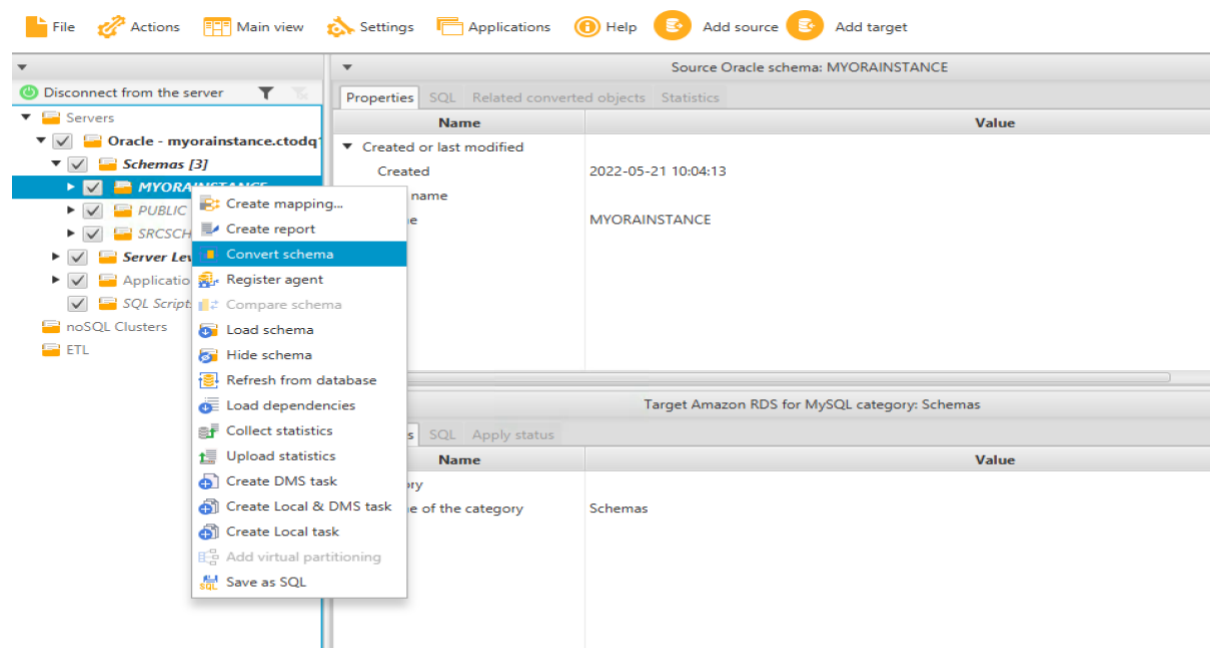 File Actions Main view Settings Applications Help Add source Add target
Source Oracle schema: MYORAINSTANCE
Disconnect from the server
Properties SQL Related converted objects Statistics
Servers
Name Value
Oracle - myorainstance.ctodq
Created or last modified
Schemas [3]
Created 2022-05-21 10:04:13
MYORAINSTANCE
name
PUBLIC
MYORAINSTANCE
SRCSCH
Server Lev
Applicatio
SQL Script
noSQL Clusters
ETL
Create mapping...
Create report
Convert schema
Register agent
Compare schema
Load schema
Hide schema
Refresh from database
Load dependencies
Collect statistics
Upload statistics
Create DMS task
Create Local & DMS task
Create Local task
Add virtual partitioning
Save as SQL
Target Amazon RDS for MySQL category: Schemas
s SQL Apply status
Name Value
ory
e of the category Schemas